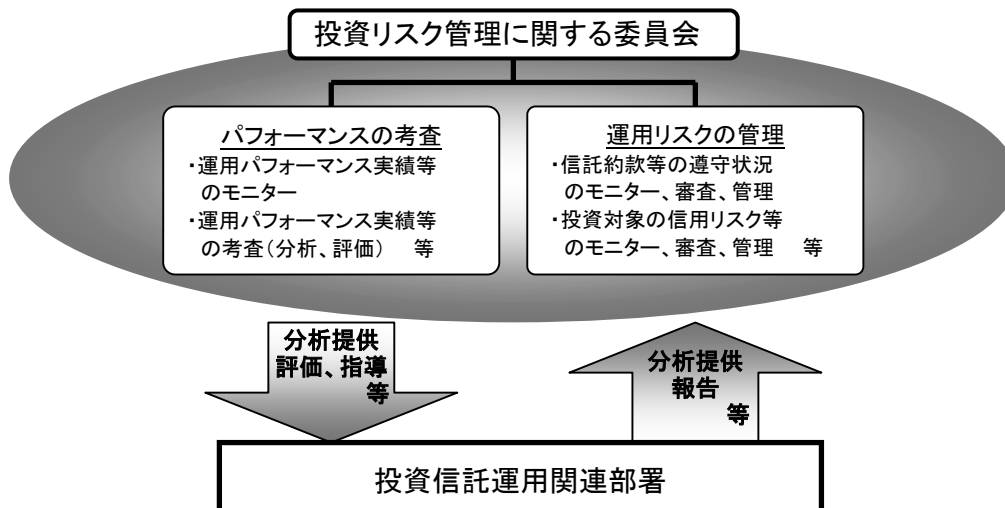 投資リスク管理に関する委員会
パフォーマンスの考査
・運用パフォーマンス実績等
のモニター
・運用パフォーマンス実績等
の考査(分析、評価)　等
運用リスクの管理
・信託約款等の遵守状況
のモニター、審査、管理
・投資対象の信用リスク等
のモニター、審査、管理　等
分析提供
評価、指導
等
分析提供
報告
等
投資信託運用関連部署